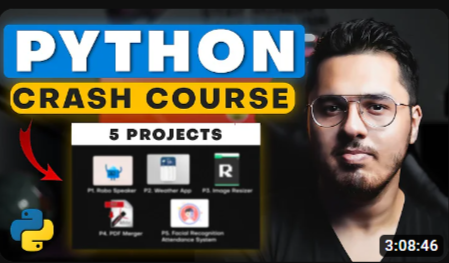 PYTHON
CRASH COURSE
5 PROJECTS
P1. Robo Speaker
P2. Weather App
P3. Image Resizer
P4. PDF Merger
P5. Facial Recognition
Attendance System
3:08:46